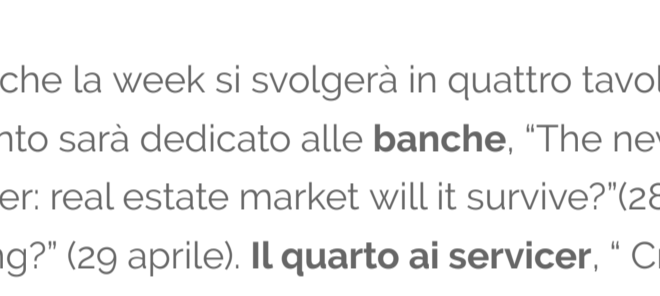 che la week si svolgerà in quattro tavol
nto sarà dedicato alle banche, “The ne
er: real estate market will it survive?”(28
g?” (29 aprile). Il quarto ai servicer, “ C